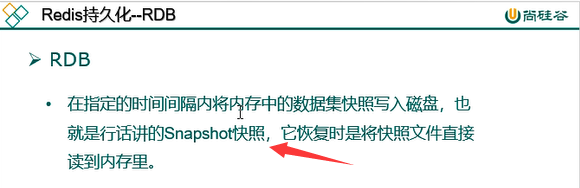 Redis持久化--RDB
尚硅谷
RDB
在指定的时间间隔内将内存中的数据集快照写入磁盘，也
就是行话讲的Snapshot快照，它恢复时是将快照文件直接
读到内存里。